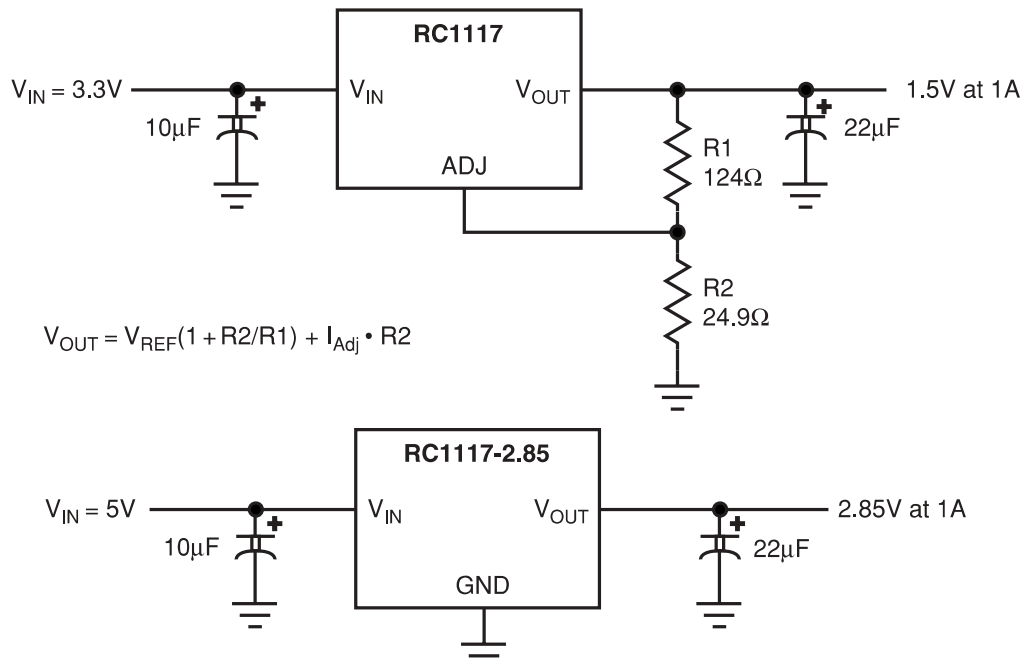 RC1117
V_IN = 3.3V
V_IN
V_OUT
1.5V at 1A
10µF
22µF
R1
124Ω
ADJ
R2
24.9Ω
V_OUT = V_REF(1 + R2/R1) + I_Adj • R2
RC1117-2.85
V_IN = 5V
V_IN
V_OUT
2.85V at 1A
10µF
22µF
GND